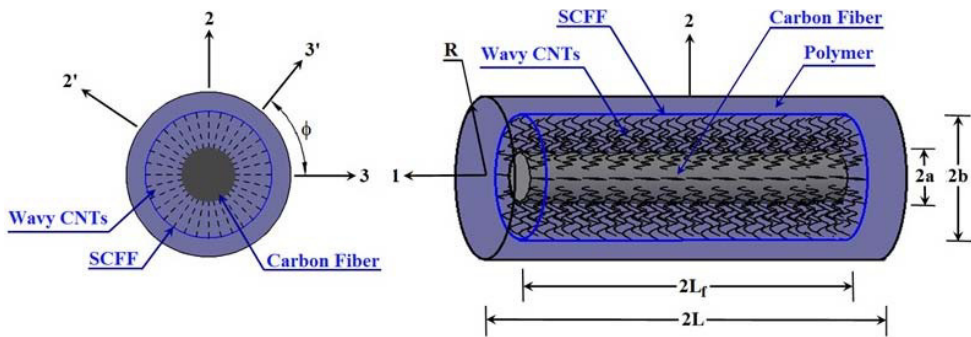 2
3'
2'
ϕ
3
Wavy CNTs
SCFF
Carbon Fiber
SCFF
Carbon Fiber
R
Wavy CNTs
2
Polymer
1
2a
2b
2L_f
2L